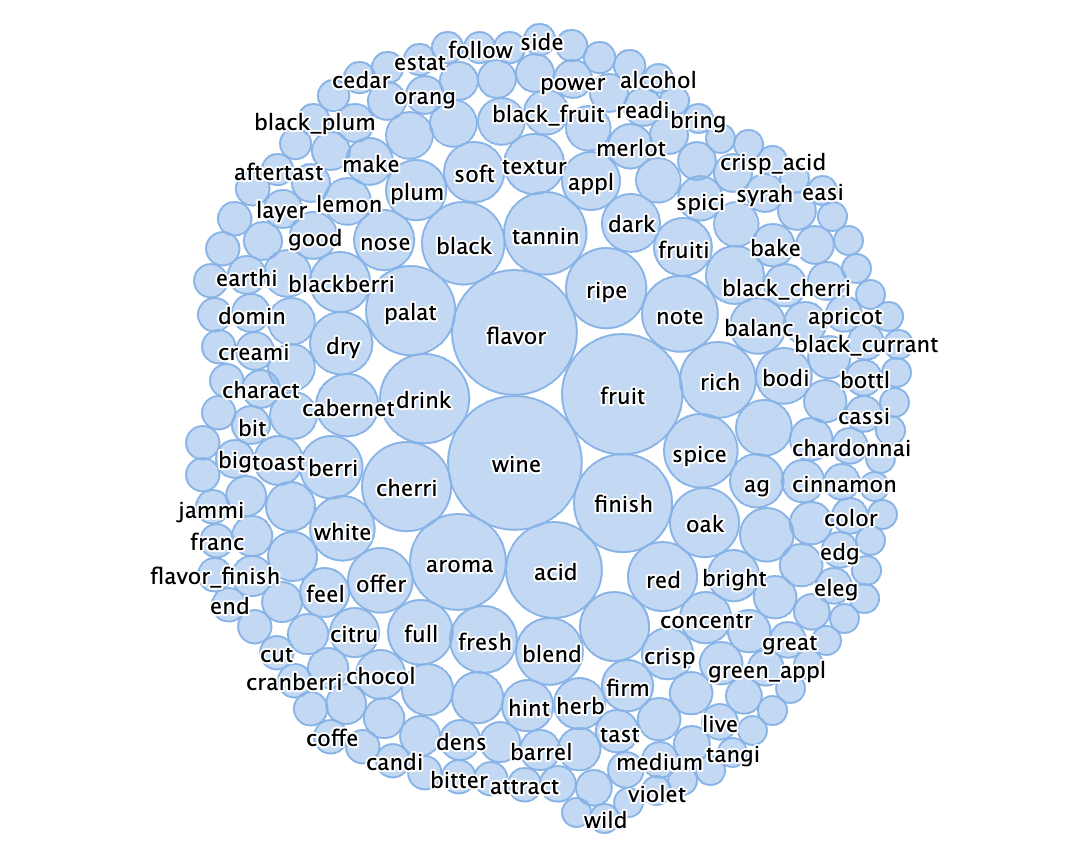 side
follow
estat
cedar
power
alcohol
orang
black_fruit
readi
bring
black_plum
merlot
make
textur
crisp_acid
aftertast
soft
appl
plum
spici
syrah
easi
layer
lemon
dark
good
nose
black
tannin
fruiti
bake
earthi
blackberri
ripe
black_cherri
domin
palat
flavor
note
balanc
apricot
creami
dry
black_currant
charact
cabernet
drink
fruit
rich
bodi
bottl
bit
cassi
big
toast
berri
cherri
wine
spice
chardonnai
ag
cinnamon
jammi
finish
franc
white
oak
color
flavor_finish
aroma
acid
edg
end
feel
offer
red
bright
eleg
citru
full
fresh
blend
concentr
great
cut
cranberri
chocol
crisp
green_appl
firm
hint
herb
coffe
dens
barrel
tast
live
candi
medium
tangi
bitter
attract
violet
wild